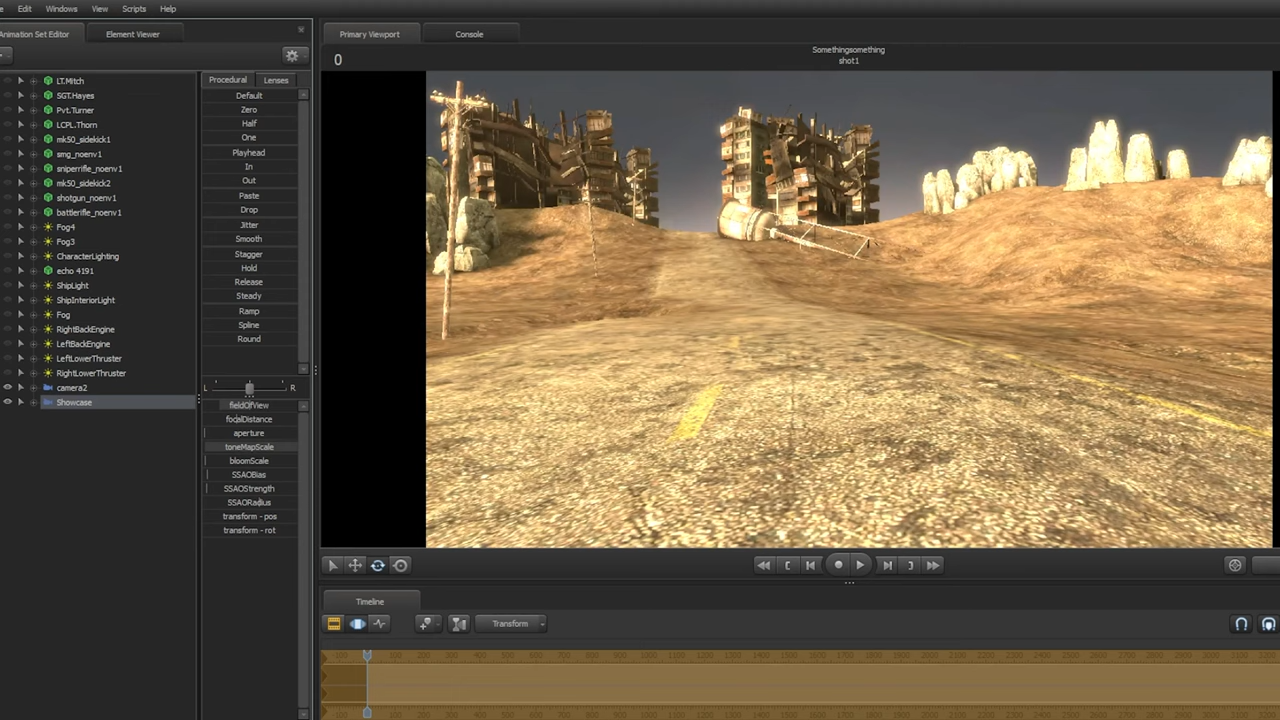 Edit Windows View Scripts Help
Animation Set Editor Element Viewer
Primary Viewport Console
Somethingsomething
0
shot1
LT.Mitch
SGT.Hayes
Pvt.Turner
LCPL.Thorn
mk50_sidekick1
smg_noenv1
sniperrifle_noenv1
mk50_sidekick2
shotgun_noenv1
battlerifle_noenv1
Fog4
Fog3
CharacterLighting
echo 4191
ShipLight
ShipInteriorLight
Fog
RightBackEngine
LeftBackEngine
LeftLowerThruster
RightLowerThruster
camera2
Showcase
Procedural Lenses
Default
Zero
Half
One
Playhead
In
Out
Paste
Drop
Jitter
Smooth
Stagger
Hold
Release
Steady
Ramp
Spline
Round
L R
fieldOfView
focalDistance
aperture
toneMapScale
bloomScale
SSAOBias
SSAOStrength
SSAORadius
transform - pos
transform - rot
Timeline
Transform